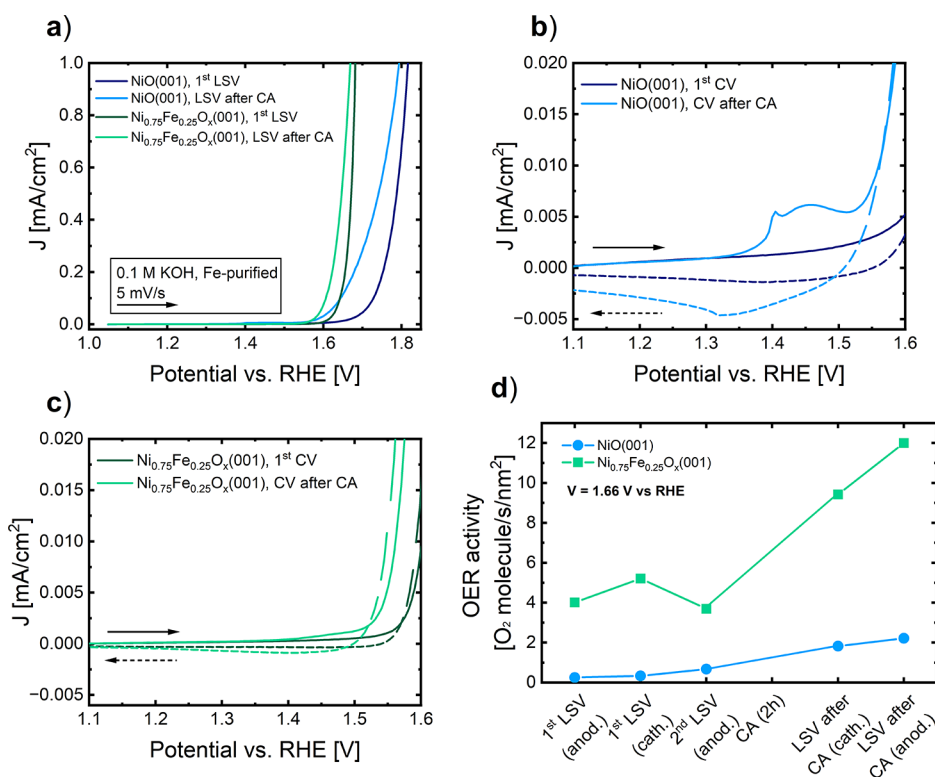 a)
J [mA/cm²]
1.0
0.8
0.6
0.4
0.2
0.0
NiO(001), 1st LSV
NiO(001), LSV after CA
Ni0.75Fe0.25Ox(001), 1st LSV
Ni0.75Fe0.25Ox(001), LSV after CA
0.1 M KOH, Fe-purified
5 mV/s
1.0 1.2 1.4 1.6 1.8
Potential vs. RHE [V]
b)
J [mA/cm²]
0.020
0.015
0.010
0.005
0.000
−0.005
NiO(001), 1st CV
NiO(001), CV after CA
1.1 1.2 1.3 1.4 1.5 1.6
Potential vs. RHE [V]
c)
J [mA/cm²]
0.020
0.015
0.010
0.005
0.000
−0.005
Ni0.75Fe0.25Ox(001), 1st CV
Ni0.75Fe0.25Ox(001), CV after CA
1.1 1.2 1.3 1.4 1.5 1.6
Potential vs. RHE [V]
d)
OER activity
[O₂ molecule/s/nm²]
12
10
8
6
4
2
0
NiO(001)
Ni0.75Fe0.25Ox(001)
V = 1.66 V vs RHE
1st LSV
(anod.)
1st LSV
(cath.)
2nd LSV
(anod.)
CA (2h)
LSV after
CA (cath.)
LSV after
CA (anod.)